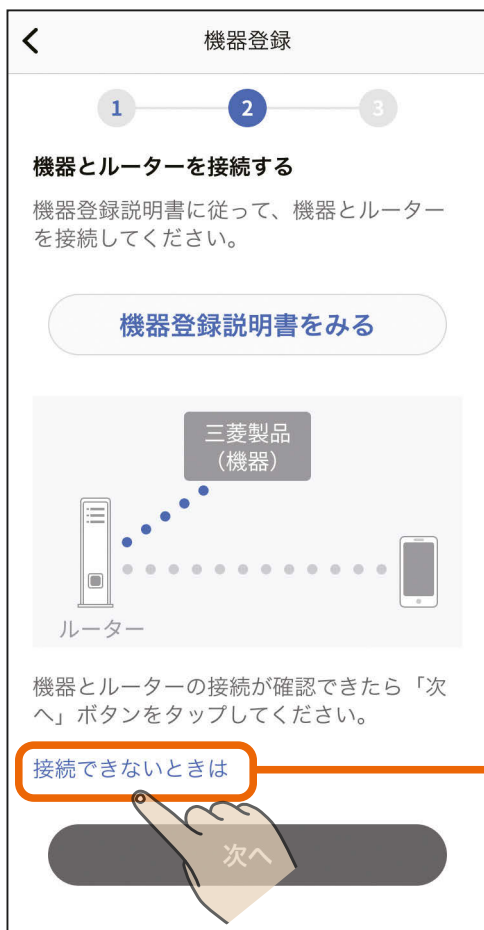 機器登録
1 2 3
機器とルーターを接続する
機器登録説明書に従って、機器とルーター
を接続してください。
機器登録説明書をみる
三菱製品
（機器）
ルーター
機器とルーターの接続が確認できたら「次
へ」ボタンをタップしてください。
接続できないときは
次へ